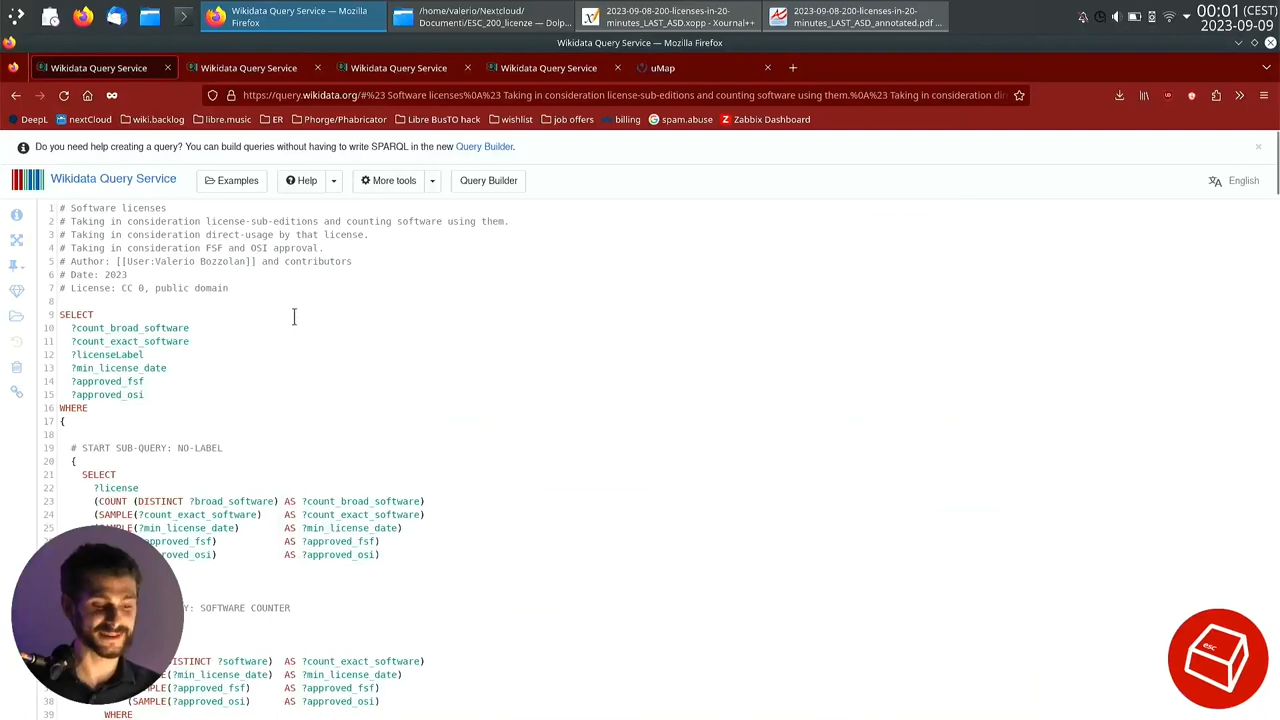 Wikidata Query Service — Mozilla Firefox
/home/valerio/Nextcloud/
Documenti/ESC_200_licenze — Dolp...
2023-09-08-200-licenses-in-20-
minutes_LAST_ASD.xopp - Xournal++
2023-09-08-200-licenses-in-20-
minutes_LAST_ASD_annotated.pdf ...
00:01 (CEST)
2023-09-09
Wikidata Query Service — Mozilla Firefox
Wikidata Query Service
Wikidata Query Service
Wikidata Query Service
Wikidata Query Service
uMap
https://query.wikidata.org/#%23 Software licenses%0A%23 Taking in consideration license-sub-editions and counting software using them.%0A%23 Taking in consideration dire
DeepL
nextCloud
wiki.backlog
libre.music
ER
Phorge/Phabricator
Libre BusTO hack
wishlist
job offers
billing
spam.abuse
Zabbix Dashboard
Do you need help creating a query? You can build queries without having to write SPARQL in the new Query Builder.
Wikidata Query Service
Examples
Help
More tools
Query Builder
English
1 # Software licenses
2 # Taking in consideration license-sub-editions and counting software using them.
3 # Taking in consideration direct-usage by that license.
4 # Taking in consideration FSF and OSI approval.
5 # Author: [[User:Valerio Bozzolan]] and contributors
6 # Date: 2023
7 # License: CC 0, public domain
8
9 SELECT
10 ?count_broad_software
11 ?count_exact_software
12 ?licenseLabel
13 ?min_license_date
14 ?approved_fsf
15 ?approved_osi
16 WHERE
17 {
18
19 # START SUB-QUERY: NO-LABEL
20 {
21 SELECT
22 ?license
23 (COUNT (DISTINCT ?broad_software) AS ?count_broad_software)
24 (SAMPLE(?count_exact_software) AS ?count_exact_software)
25 (SAMPLE(?min_license_date) AS ?min_license_date)
approved_fsf) AS ?approved_fsf)
roved_osi) AS ?approved_osi)
Y: SOFTWARE COUNTER
DISTINCT ?software) AS ?count_exact_software)
(?min_license_date) AS ?min_license_date)
PLE(?approved_fsf) AS ?approved_fsf)
38 (SAMPLE(?approved_osi) AS ?approved_osi)
39 WHERE
esc